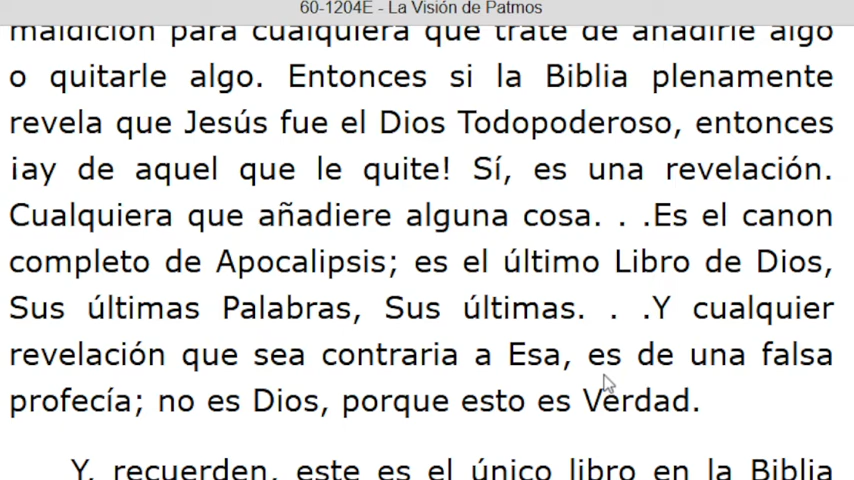 60-1204E - La Visión de Patmos
maldición para cualquiera que trate de añadirle algo
o quitarle algo. Entonces si la Biblia plenamente
revela que Jesús fue el Dios Todopoderoso, entonces
¡ay de aquel que le quite! Sí, es una revelación.
Cualquiera que añadiere alguna cosa. . .Es el canon
completo de Apocalipsis; es el último Libro de Dios,
Sus últimas Palabras, Sus últimas. . .Y cualquier
revelación que sea contraria a Esa, es de una falsa
profecía; no es Dios, porque esto es Verdad.
Y, recuerden, este es el único libro en la Biblia